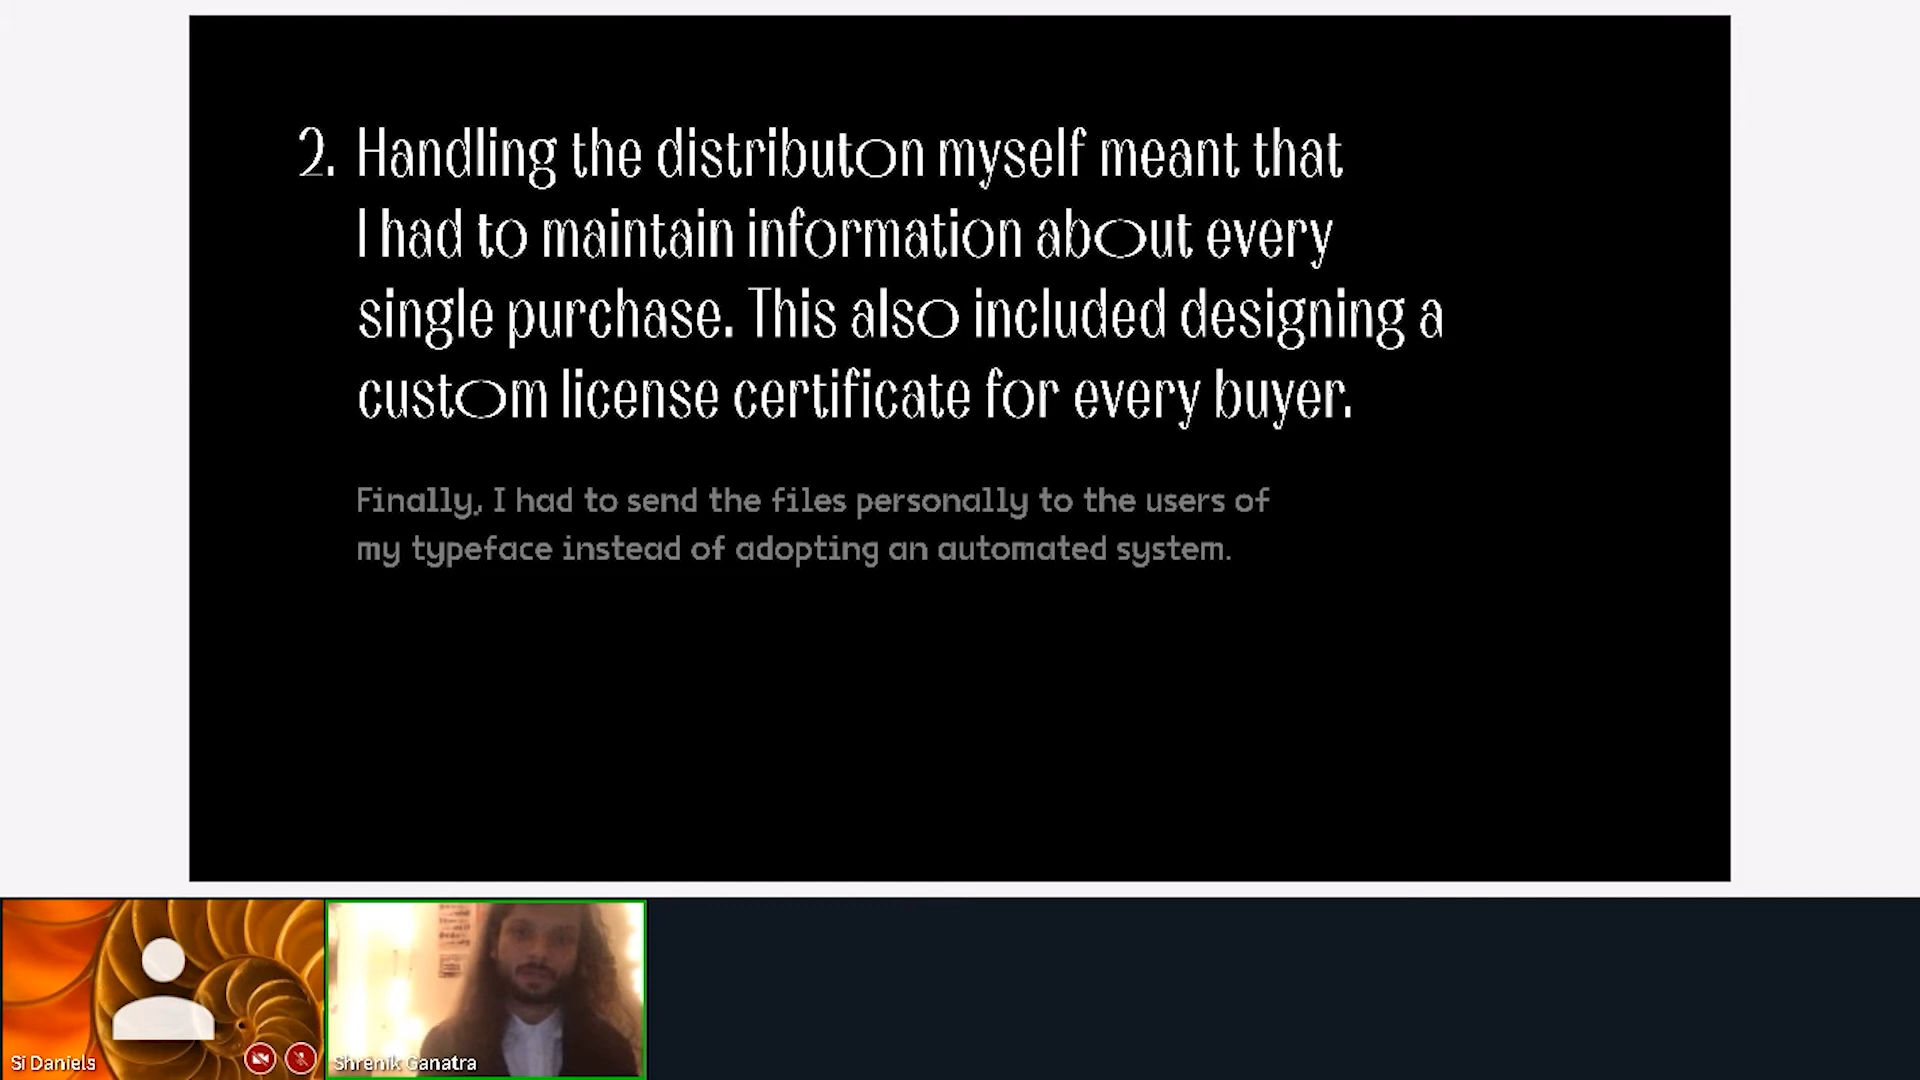 2. Handling the distributon myself meant that
I had to maintain information about every
single purchase. This also included designing a
custom license certificate for every buyer.
Finally, I had to send the files personally to the users of
my typeface instead of adopting an automated system.
Si Daniels
Shrenik Ganatra